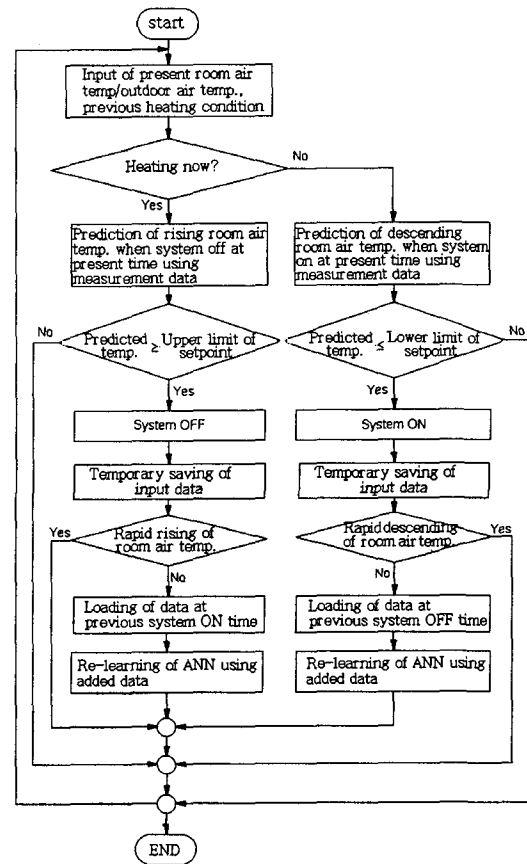 start
Input of present room air
temp/outdoor air temp.,
previous heating condition
Heating now?
No
Yes
Prediction of rising room air
temp. when system off at
present time using
measurement data
Prediction of descending
room air temp. when system
on at present time using
measurement data
No
Predicted ≥ Upper limit of
temp. setpoint
Predicted ≤ Lower limit of
temp. setpoint
No
Yes
Yes
System OFF
System ON
Temporary saving of
input data
Temporary saving of
input data
Yes
Rapid rising of
room air temp.
Rapid descending
of room air temp.
Yes
No
No
Loading of data at
previous system ON time
Loading of data at
previous system OFF time
Re-learning of ANN using
added data
Re-learning of ANN using
added data
END